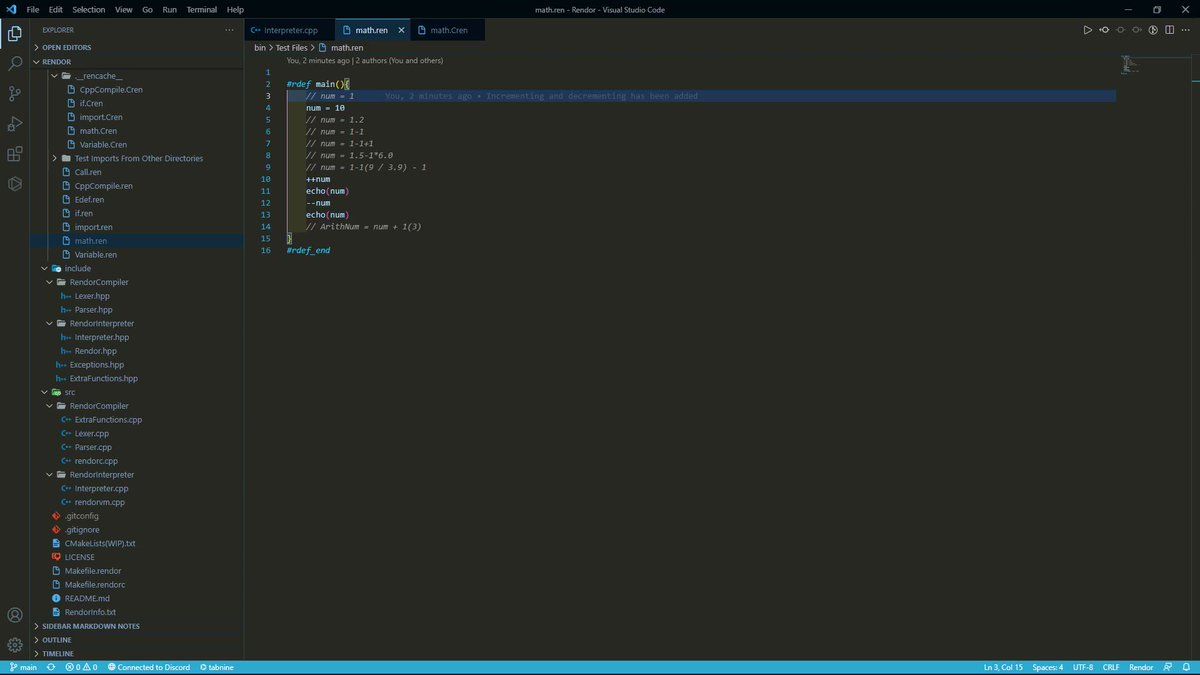 File Edit Selection View Go Run Terminal Help
math.ren - Rendor - Visual Studio Code
EXPLORER
OPEN EDITORS
RENDOR
.__rencache__
CppCompile.Cren
if.Cren
import.Cren
math.Cren
Variable.Cren
Test Imports From Other Directories
Call.ren
CppCompile.ren
Edef.ren
if.ren
import.ren
math.ren
Variable.ren
include
RendorCompiler
Lexer.hpp
Parser.hpp
RendorInterpreter
Interpreter.hpp
Rendor.hpp
Exceptions.hpp
ExtraFunctions.hpp
src
RendorCompiler
ExtraFunctions.cpp
Lexer.cpp
Parser.cpp
rendorc.cpp
RendorInterpreter
Interpreter.cpp
rendorvm.cpp
.gitconfig
.gitignore
CMakeLists(WIP).txt
LICENSE
Makefile.rendor
Makefile.rendorc
README.md
RendorInfo.txt
SIDEBAR MARKDOWN NOTES
OUTLINE
TIMELINE
Interpreter.cpp math.ren math.Cren
bin > Test Files > math.ren
You, 2 minutes ago | 2 authors (You and others)
1
2 #rdef main(){
3 // num = 1 You, 2 minutes ago • Incrementing and decrementing has been added
4 num = 10
5 // num = 1.2
6 // num = 1-1
7 // num = 1-1+1
8 // num = 1.5-1*6.0
9 // num = 1-1(9 / 3.9) - 1
10 ++num
11 echo(num)
12 --num
13 echo(num)
14 // ArithNum = num + 1(3)
15 }
16 #rdef_end
main 0 0 Connected to Discord tabnine Ln 3, Col 15 Spaces: 4 UTF-8 CRLF Rendor